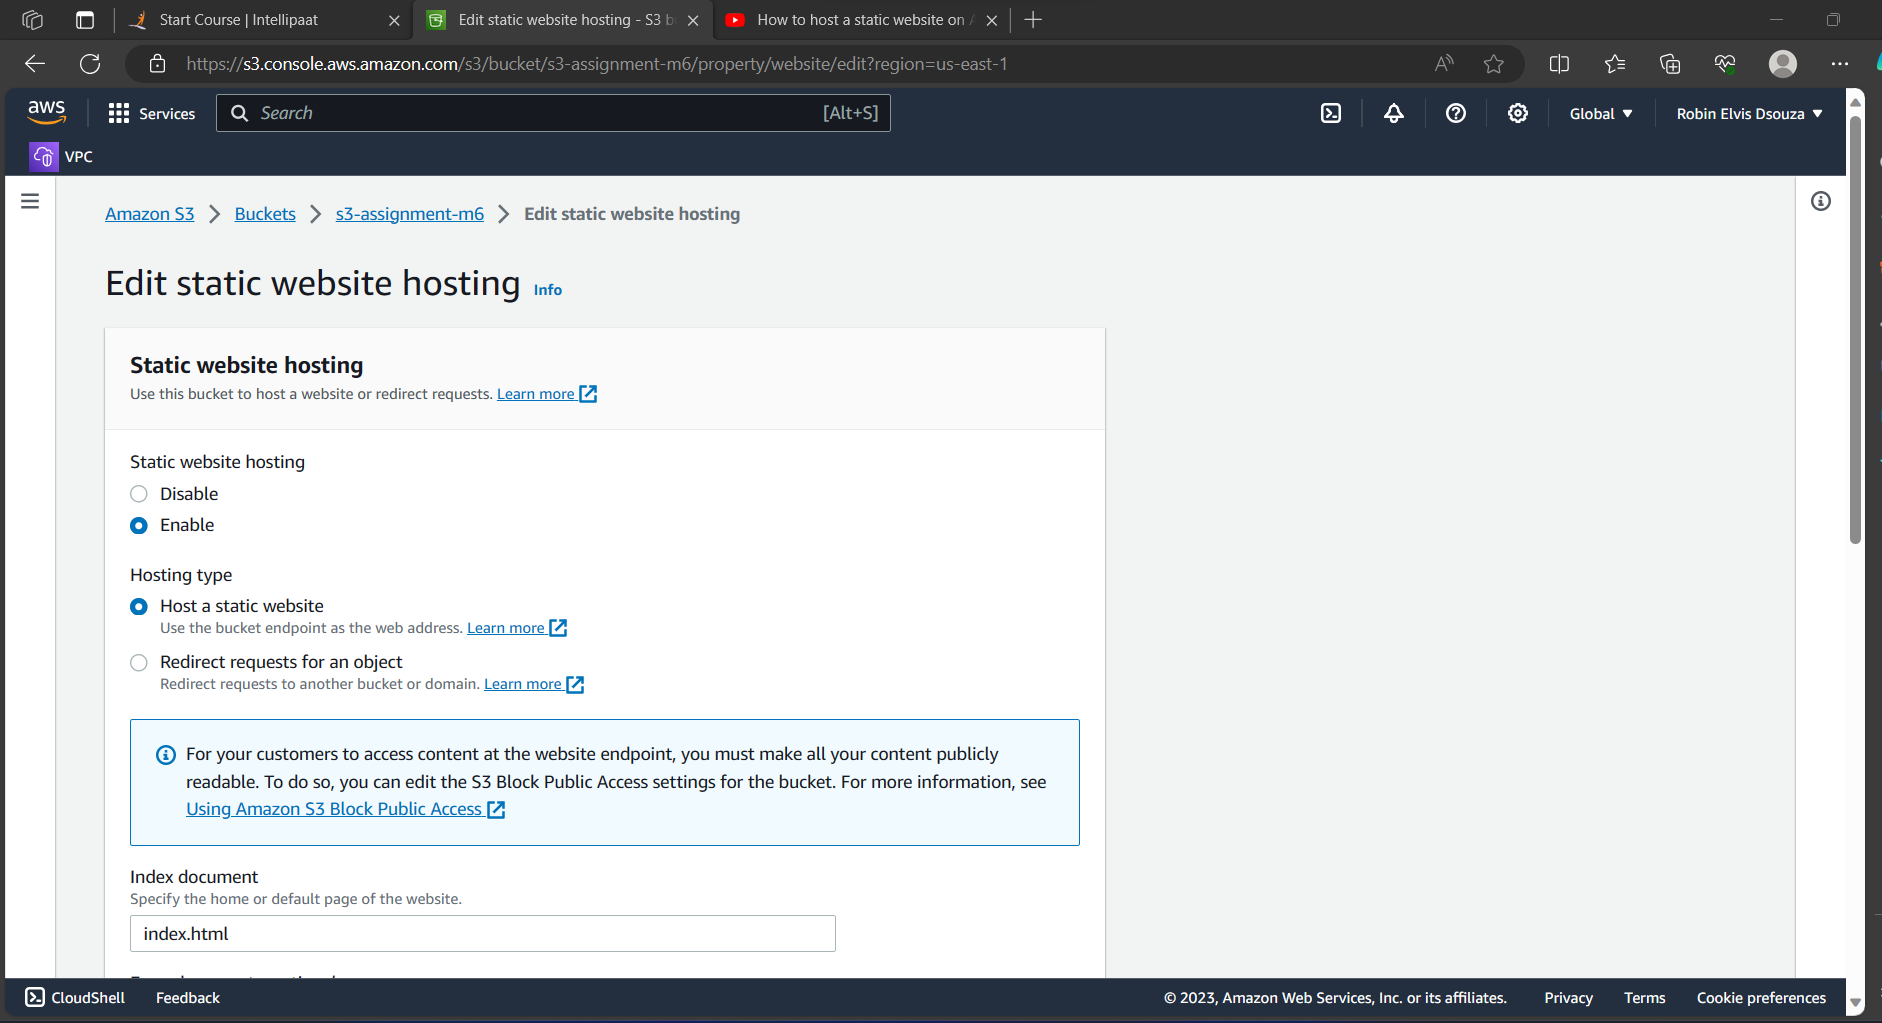 Start Course | Intellipaat
Edit static website hosting - S3 b
How to host a static website on
https://s3.console.aws.amazon.com/s3/bucket/s3-assignment-m6/property/website/edit?region=us-east-1
aws
Services
Search
[Alt+S]
Global
Robin Elvis Dsouza
VPC
Amazon S3 > Buckets > s3-assignment-m6 > Edit static website hosting
Edit static website hosting Info
Static website hosting
Use this bucket to host a website or redirect requests. Learn more
Static website hosting
Disable
Enable
Hosting type
Host a static website
Use the bucket endpoint as the web address. Learn more
Redirect requests for an object
Redirect requests to another bucket or domain. Learn more
For your customers to access content at the website endpoint, you must make all your content publicly
readable. To do so, you can edit the S3 Block Public Access settings for the bucket. For more information, see
Using Amazon S3 Block Public Access
Index document
Specify the home or default page of the website.
index.html
CloudShell
Feedback
© 2023, Amazon Web Services, Inc. or its affiliates.
Privacy
Terms
Cookie preferences